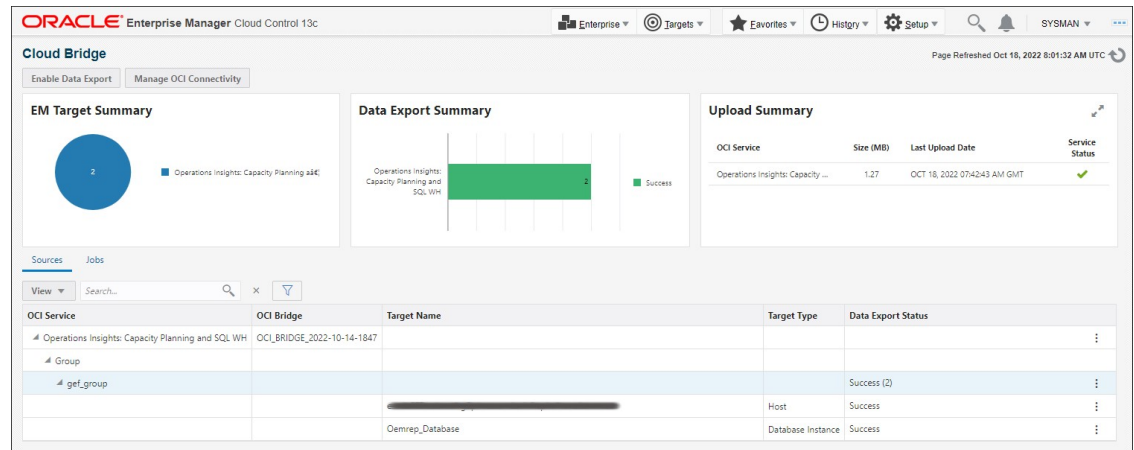 ORACLE Enterprise Manager Cloud Control 13c
Enterprise Targets Favorites History Setup SYSMAN
Cloud Bridge
Page Refreshed Oct 18, 2022 8:01:32 AM UTC
Enable Data Export Manage OCI Connectivity
EM Target Summary
2
Operations Insights: Capacity Planning aâ€¦
Data Export Summary
Operations Insights:
Capacity Planning and
SQL WH
2
Success
Upload Summary
OCI Service Size (MB) Last Upload Date Service Status
Operations Insights: Capacity ... 1.27 OCT 18, 2022 07:42:43 AM GMT
Sources Jobs
View Search...
OCI Service OCI Bridge Target Name Target Type Data Export Status
Operations Insights: Capacity Planning and SQL WH OCI_BRIDGE_2022-10-14-1847
Group
gef_group Success (2)
Host Success
Oemrep_Database Database Instance Success